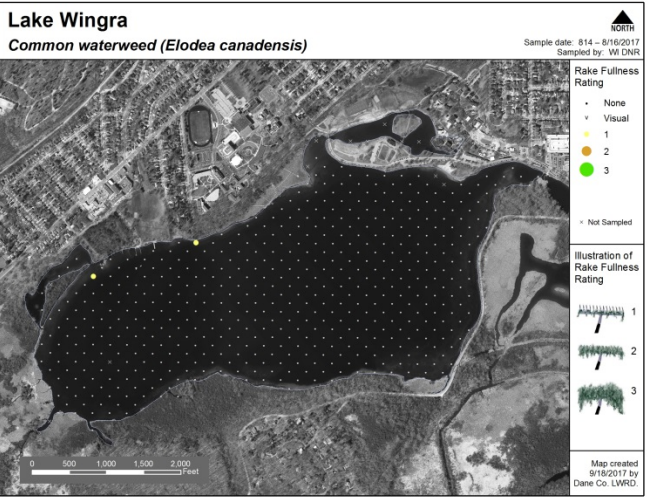 Lake Wingra
Common waterweed (Elodea canadensis)
NORTH
Sample date: 814 – 8/16/2017
Sampled by: WI DNR
Rake Fullness
Rating
None
Visual
1
2
3
× Not Sampled
Illustration of
Rake Fullness
Rating
1
2
3
0 500 1,000 1,500 2,000
Feet
Map created
9/18/2017 by
Dane Co. LWRD.